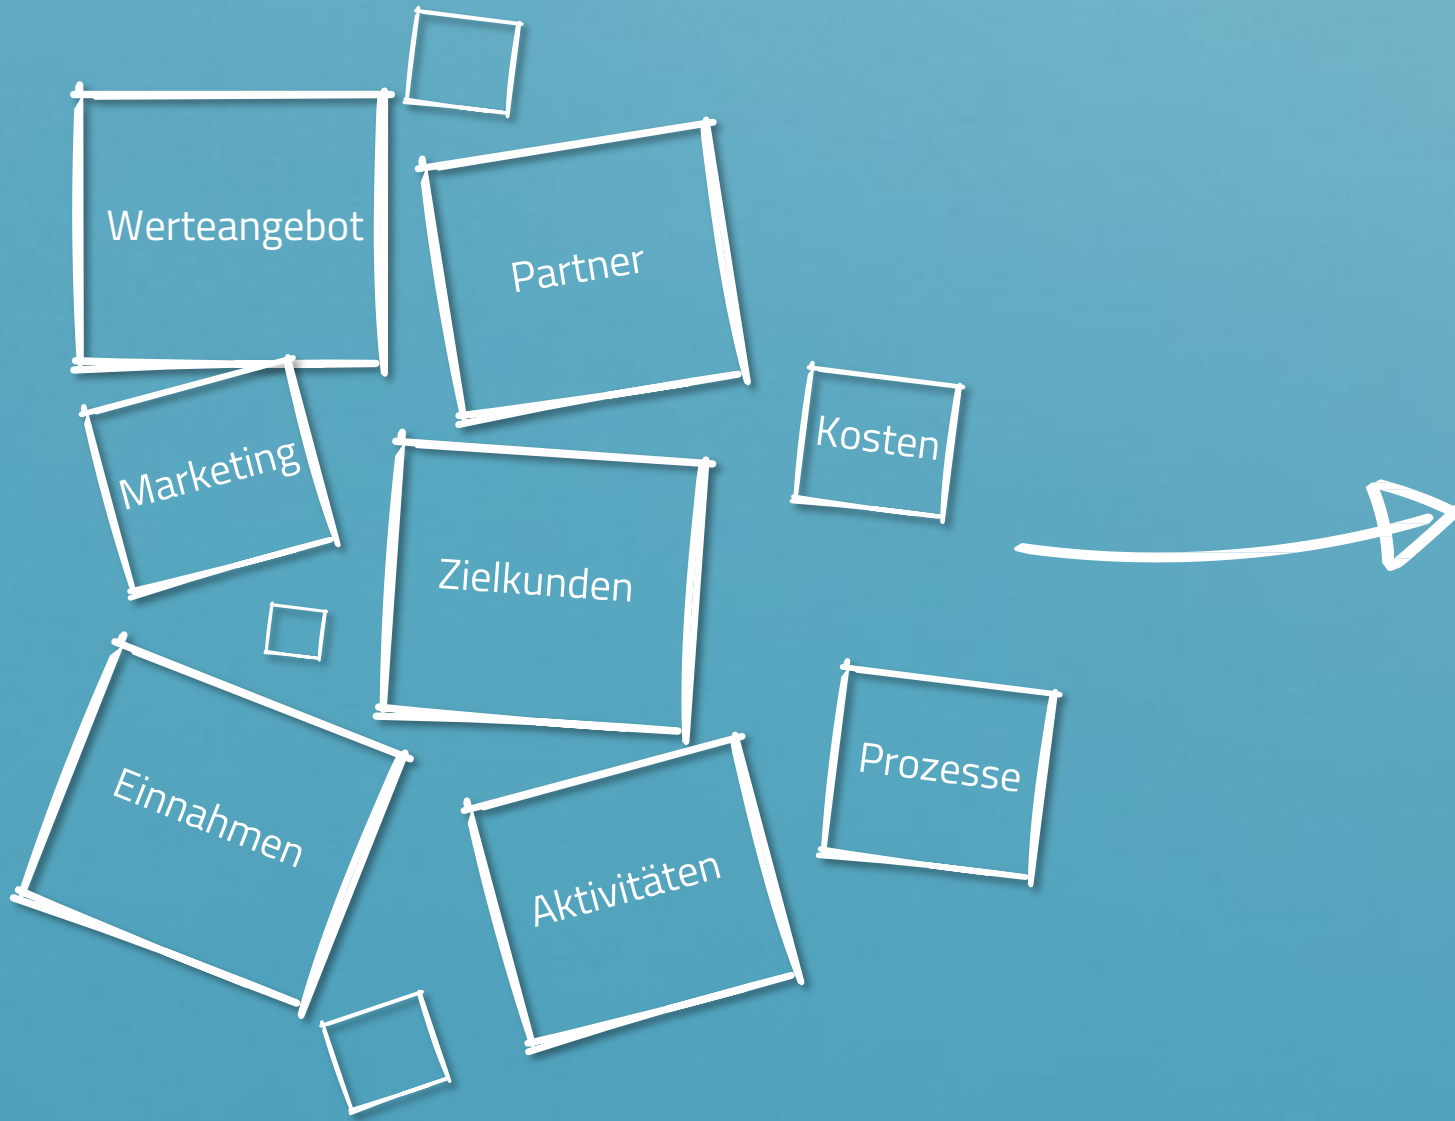 Werteangebot
Partner
Kosten
Marketing
Zielkunden
Prozesse
Einnahmen
Aktivitäten